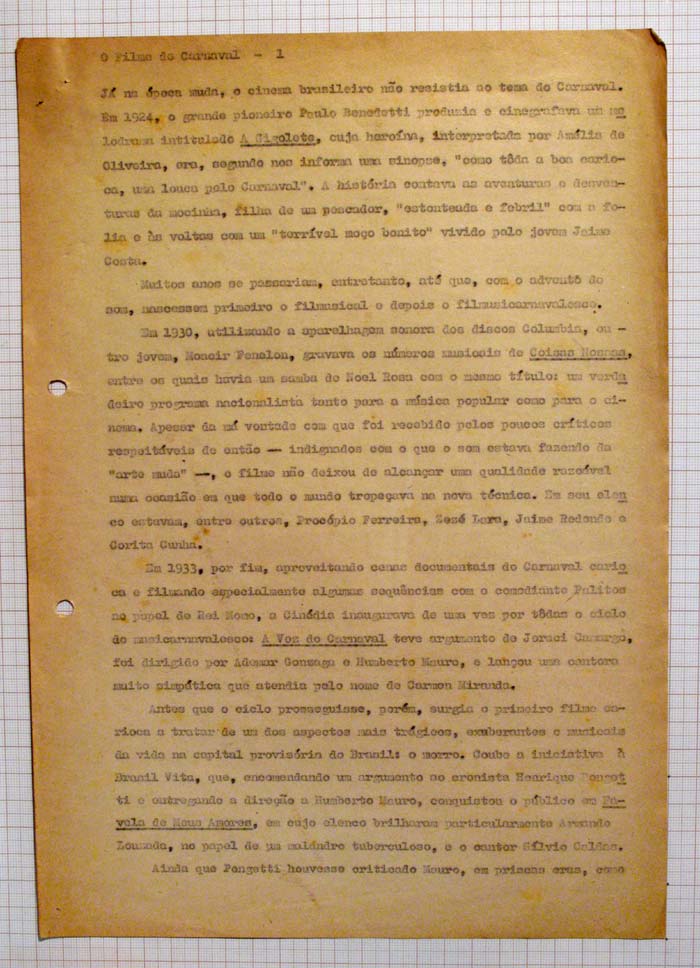 O Filme de Carnaval - 1
Já na época muda, o cinema brasileiro não resistia ao tema do Carnaval.
Em 1924, o grande pioneiro Paulo Benedetti produzia e cinegrafava um me
lodrama intitulado A Gigolete, cuja heroína, interpretada por Amália de
Oliveira, era, segundo nos informa uma sinopse, "como tôda a boa cario-
ca, uma louca pelo Carnaval". A história contava as aventuras e desven-
turas da mocinha, filha de um pescador, "estonteada e febril" com a fo-
lia e às voltas com um "terrível moço bonito" vivido pelo jovem Jaime
Costa.
Muitos anos se passariam, entretanto, até que, com o advento do
som, nascessem primeiro o filmusical e depois o filmusicarnavalesco.
Em 1930, utilizando a aparelhagem sonora dos discos Columbia, ou -
tro jovem, Moacir Fenelon, gravava os números musicais de Coisas Nossas,
entre os quais havia um samba de Noel Rosa com o mesmo título: um verda
deiro programa nacionalista tanto para a música popular como para o ci-
nema. Apesar da má vontade com que foi recebido pelos poucos críticos
respeitáveis de então — indignados com o que o som estava fazendo da
"arte muda" —, o filme não deixou de alcançar uma qualidade razoável
numa ocasião em que todo o mundo tropeçava na nova técnica. Em seu elen
co estavam, entre outros, Procópio Ferreira, Zezé Lara, Jaime Redondo e
Corita Cunha.
Em 1933, por fim, aproveitando cenas documentais do Carnaval cario
ca e filmando especialmente algumas sequências com o comediante Palitos
no papel de Rei Momo, a Cinédia inaugurava de uma vez por tôdas o ciclo
do musicarnavalesco: A Voz do Carnaval teve argumento de Joraci Camargo,
foi dirigido por Ademar Gonzaga e Humberto Mauro, e lançou uma cantora
muito simpática que atendia pelo nome de Carmen Miranda.
Antes que o ciclo prosseguisse, porém, surgia o primeiro filme ca-
rioca a tratar de um dos aspectos mais trágicos, exuberantes e musicais
da vida na capital provisória do Brasil: o morro. Coube a iniciativa à
Brasil Vita, que, encomendando um argumento ao cronista Henrique Ponget
ti e entregando a direção a Humberto Mauro, conquistou o público em Fa-
vela de Meus Amores, em cujo elenco brilharam particularmente Armando
Louzada, no papel de um malandro tuberculoso, e o cantor Sílvio Caldas.
Ainda que Pongetti houvesse criticado Mauro, em priscas eras, como